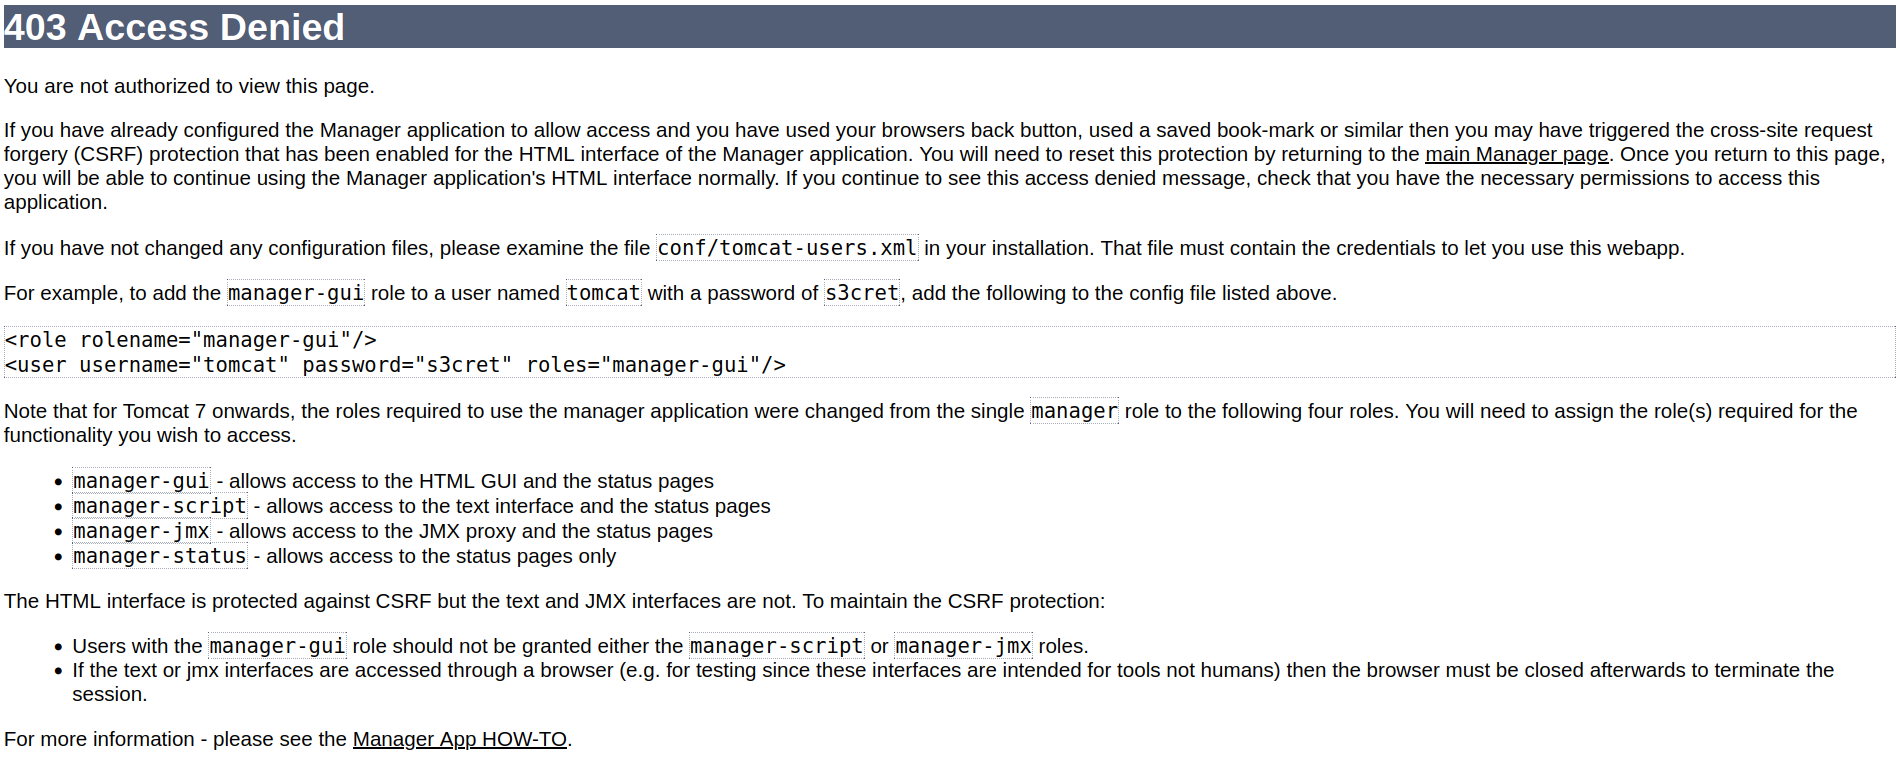 403 Access Denied
You are not authorized to view this page.
If you have already configured the Manager application to allow access and you have used your browsers back button, used a saved book-mark or similar then you may have triggered the cross-site request
forgery (CSRF) protection that has been enabled for the HTML interface of the Manager application. You will need to reset this protection by returning to the main Manager page. Once you return to this page,
you will be able to continue using the Manager application's HTML interface normally. If you continue to see this access denied message, check that you have the necessary permissions to access this
application.
If you have not changed any configuration files, please examine the file conf/tomcat-users.xml in your installation. That file must contain the credentials to let you use this webapp.
For example, to add the manager-gui role to a user named tomcat with a password of s3cret, add the following to the config file listed above.
<role rolename="manager-gui"/>
<user username="tomcat" password="s3cret" roles="manager-gui"/>
Note that for Tomcat 7 onwards, the roles required to use the manager application were changed from the single manager role to the following four roles. You will need to assign the role(s) required for the
functionality you wish to access.
• manager-gui - allows access to the HTML GUI and the status pages
• manager-script - allows access to the text interface and the status pages
• manager-jmx - allows access to the JMX proxy and the status pages
• manager-status - allows access to the status pages only
The HTML interface is protected against CSRF but the text and JMX interfaces are not. To maintain the CSRF protection:
• Users with the manager-gui role should not be granted either the manager-script or manager-jmx roles.
• If the text or jmx interfaces are accessed through a browser (e.g. for testing since these interfaces are intended for tools not humans) then the browser must be closed afterwards to terminate the
session.
For more information - please see the Manager App HOW-TO.